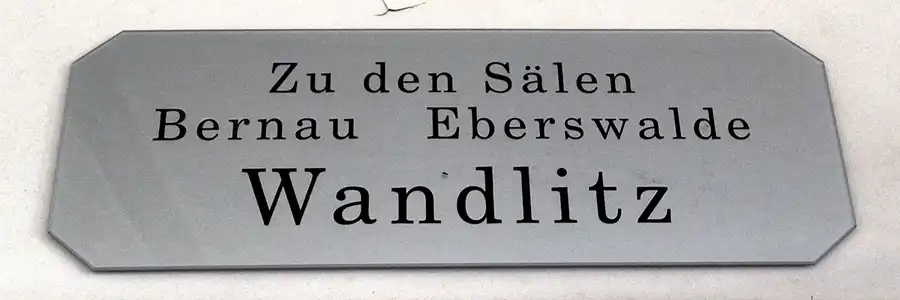 Zu den Sälen
Bernau Eberswalde
Wandlitz